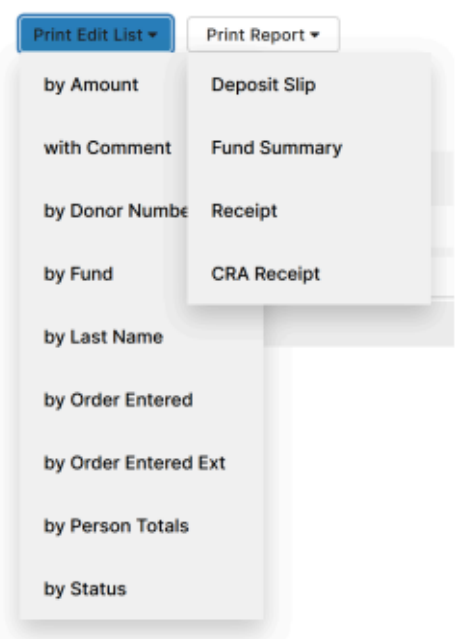 Print Edit List ▾
Print Report ▾
by Amount
with Comment
by Donor Numbe
by Fund
by Last Name
by Order Entered
by Order Entered Ext
by Person Totals
by Status
Deposit Slip
Fund Summary
Receipt
CRA Receipt